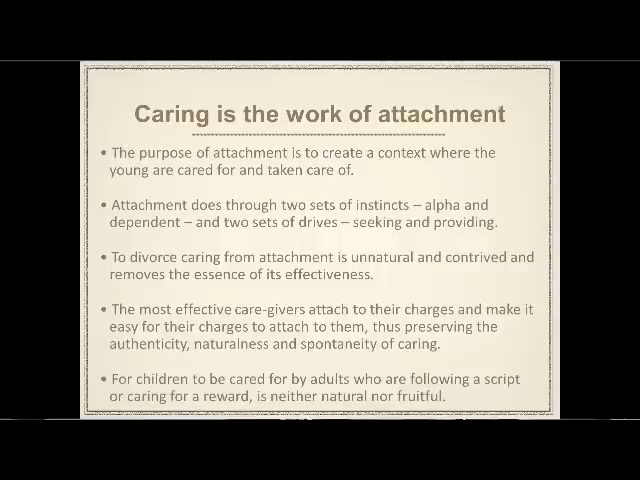 Caring is the work of attachment
• The purpose of attachment is to create a context where the
young are cared for and taken care of.
• Attachment does through two sets of instincts – alpha and
dependent – and two sets of drives – seeking and providing.
• To divorce caring from attachment is unnatural and contrived and
removes the essence of its effectiveness.
• The most effective care-givers attach to their charges and make it
easy for their charges to attach to them, thus preserving the
authenticity, naturalness and spontaneity of caring.
• For children to be cared for by adults who are following a script
or caring for a reward, is neither natural nor fruitful.